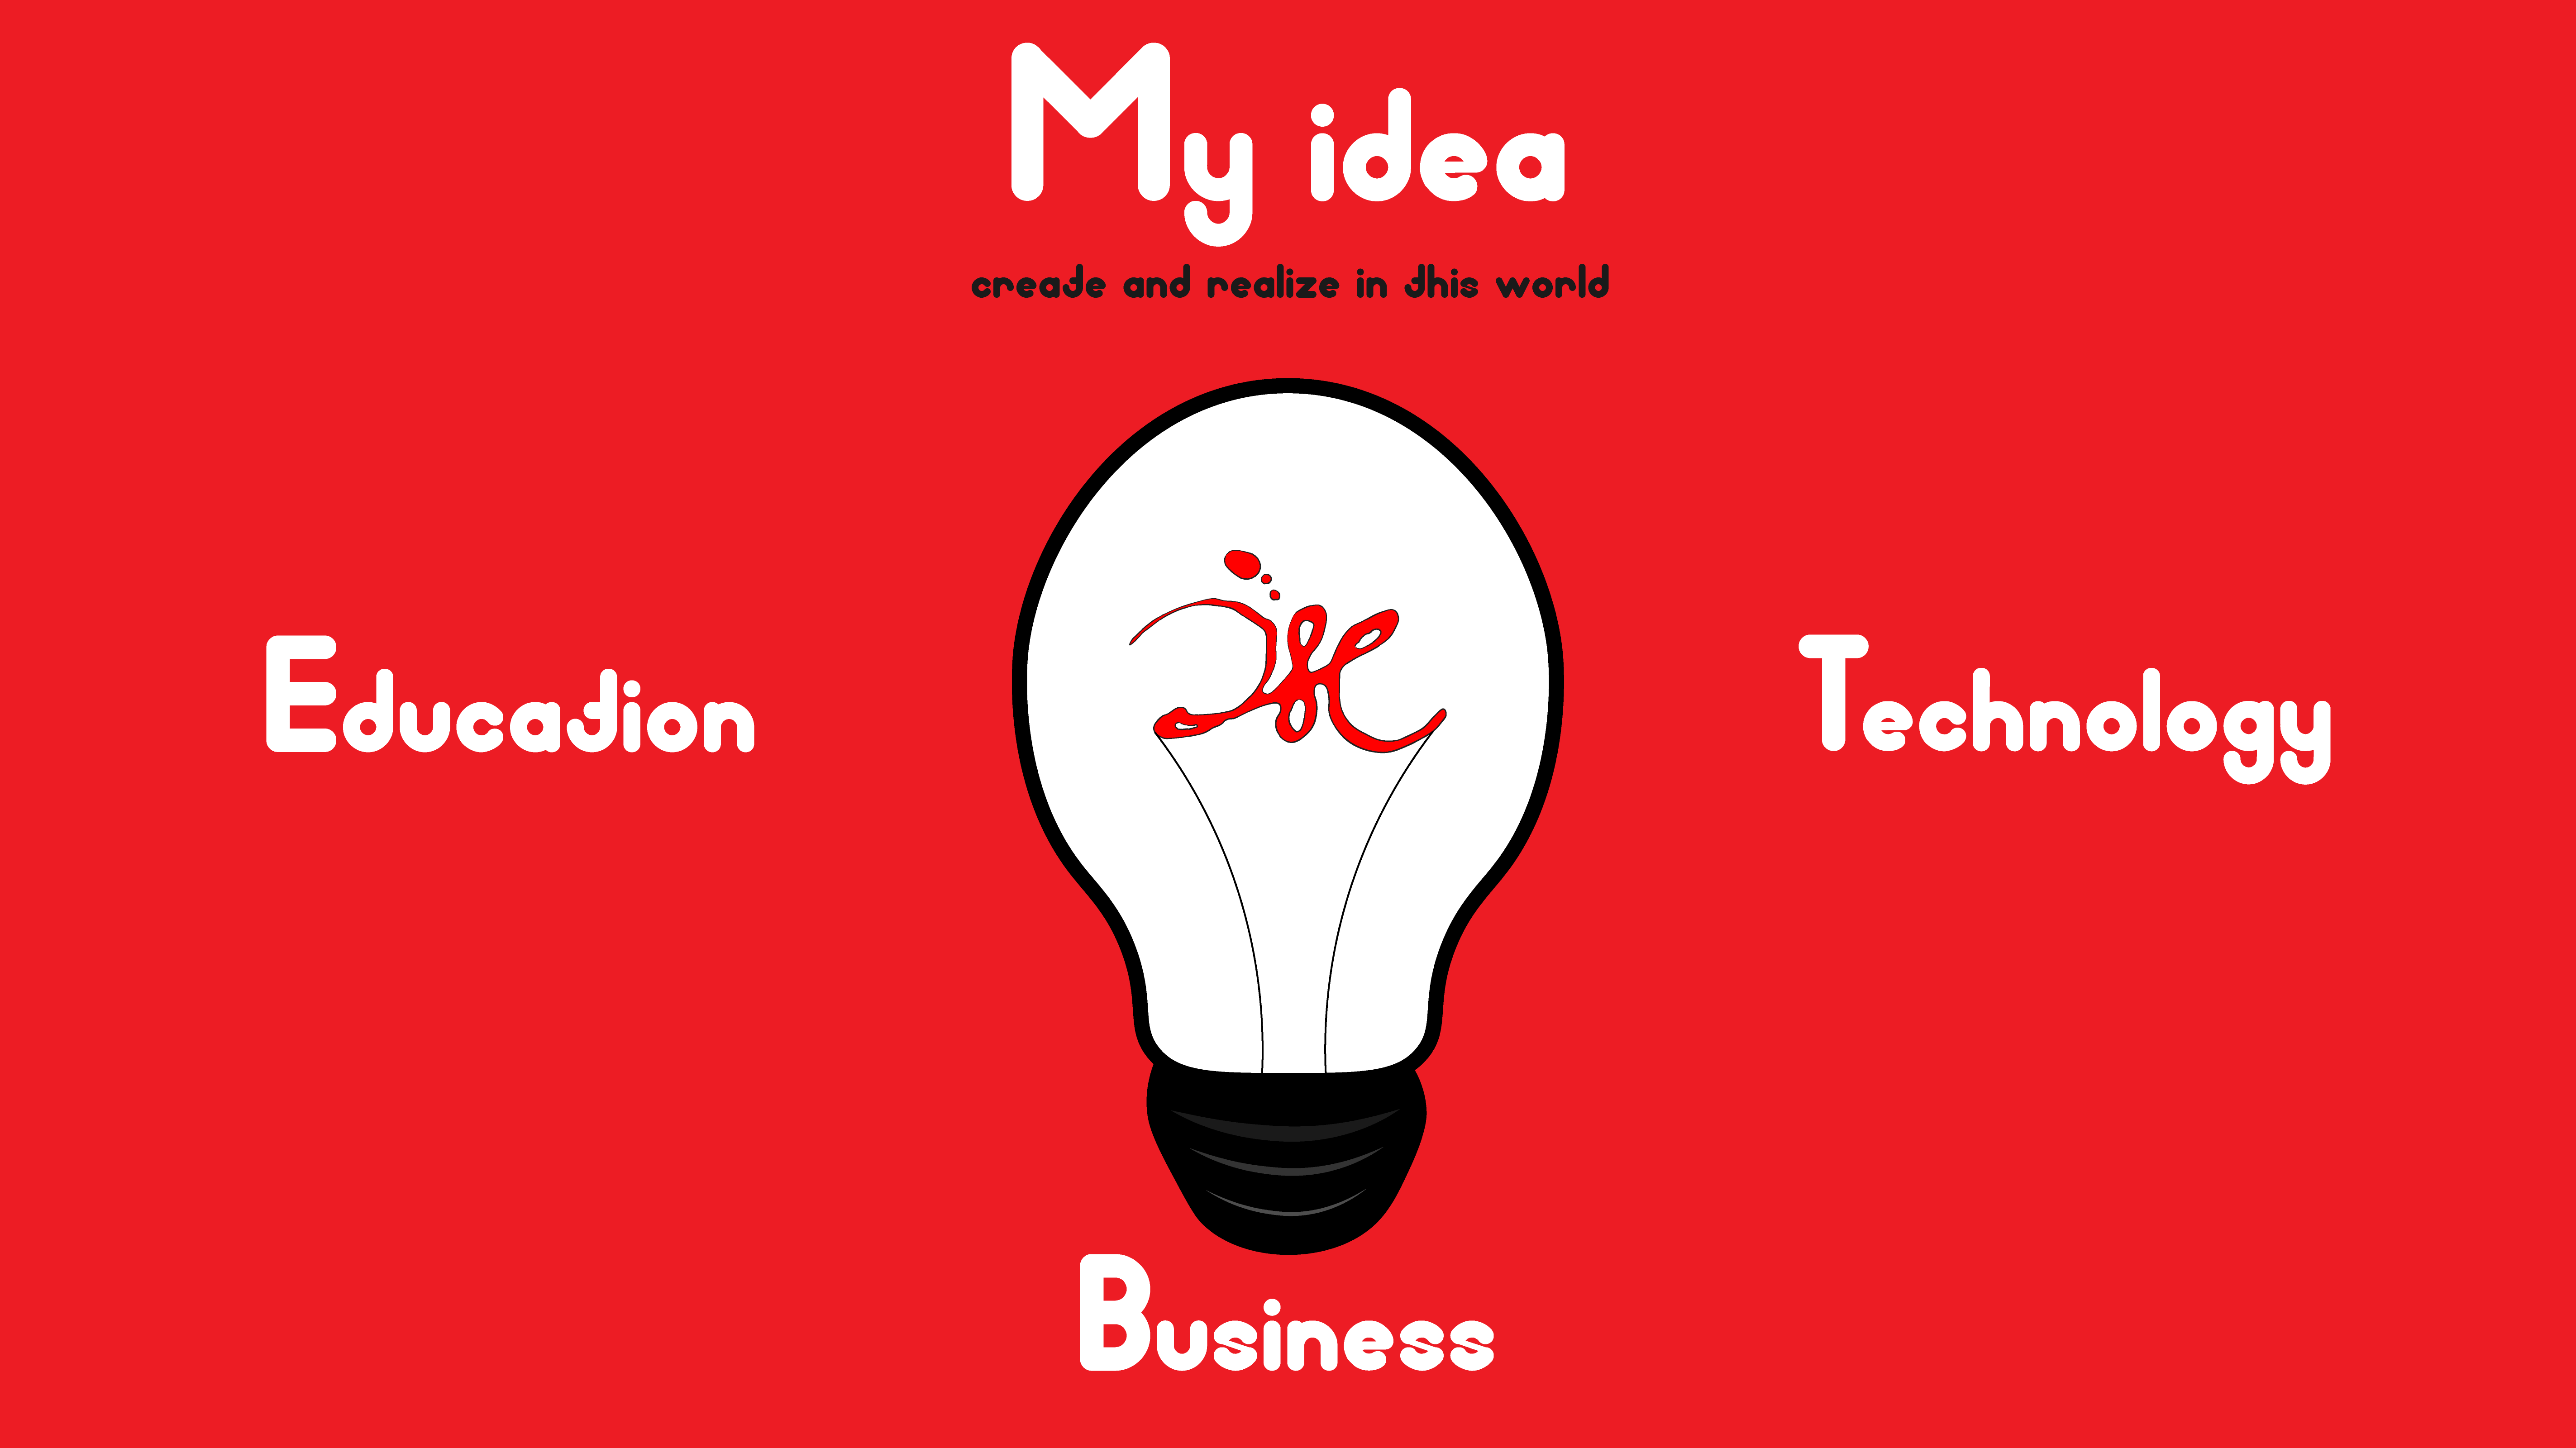 My idea
create and realize in this world
Education
Technology
Business